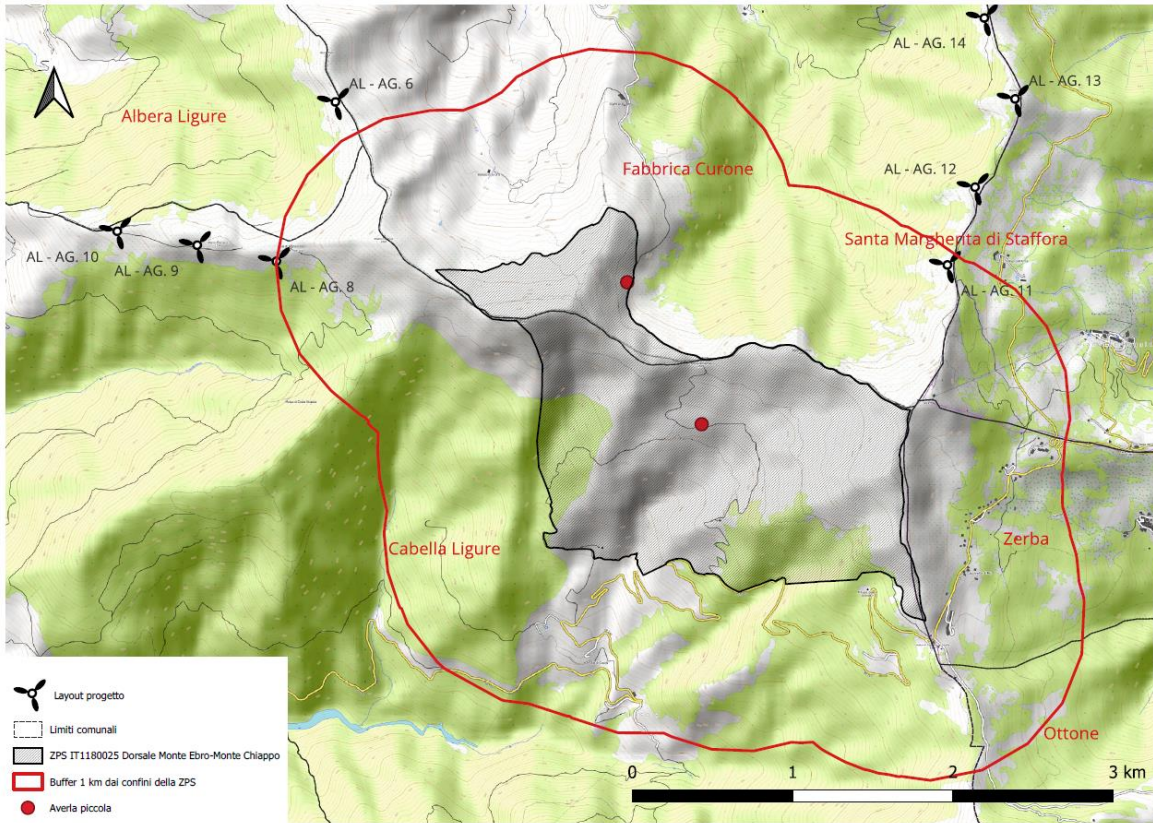 AL - AG. 14
AL - AG. 6
AL - AG. 13
Albera Ligure
Fabbrica Curone
AL - AG. 12
Santa Margherita di Staffora
AL - AG. 10
AL - AG. 9
AL - AG. 8
AL - AG. 11
Cabella Ligure
Zerba
Ottone
Layout progetto
Limiti comunali
ZPS IT1180025 Dorsale Monte Ebro-Monte Chiappo
Buffer 1 km dai confini della ZPS
Averla piccola
0 1 2 3 km